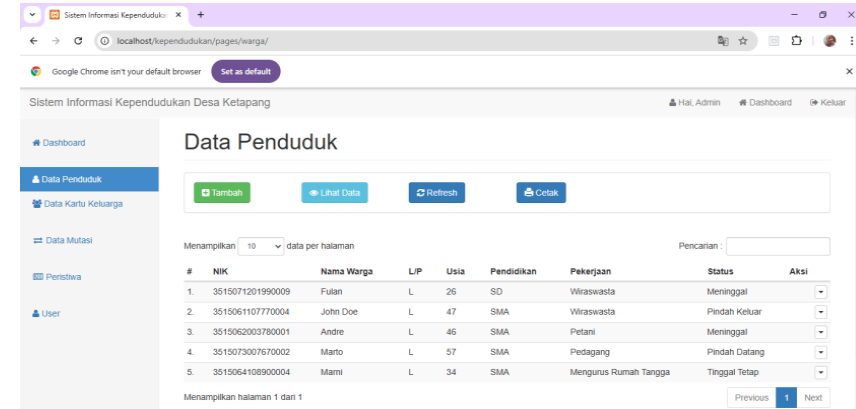 Sistem Informasi Kependuduka
localhost/kependudukan/pages/warga/
Google Chrome isn't your default browser Set as default
Sistem Informasi Kependudukan Desa Ketapang Hai, Admin Dashboard Keluar
Dashboard
Data Penduduk
Data Kartu Keluarga
Data Mutasi
Peristiwa
User
Data Penduduk
Tambah Lihat Data Refresh Cetak
Menampilkan 10 data per halaman Pencarian :
# NIK Nama Warga L/P Usia Pendidikan Pekerjaan Status Aksi
1. 3515071201990009 Fulan L 26 SD Wiraswasta Meninggal
2. 3515061107770004 John Doe L 47 SMA Wiraswasta Pindah Keluar
3. 3515062003780001 Andre L 46 SMA Petani Meninggal
4. 3515073007670002 Marto L 57 SMA Pedagang Pindah Datang
5. 3515064108900004 Marni L 34 SMA Mengurus Rumah Tangga Tinggal Tetap
Menampilkan halaman 1 dari 1 Previous 1 Next